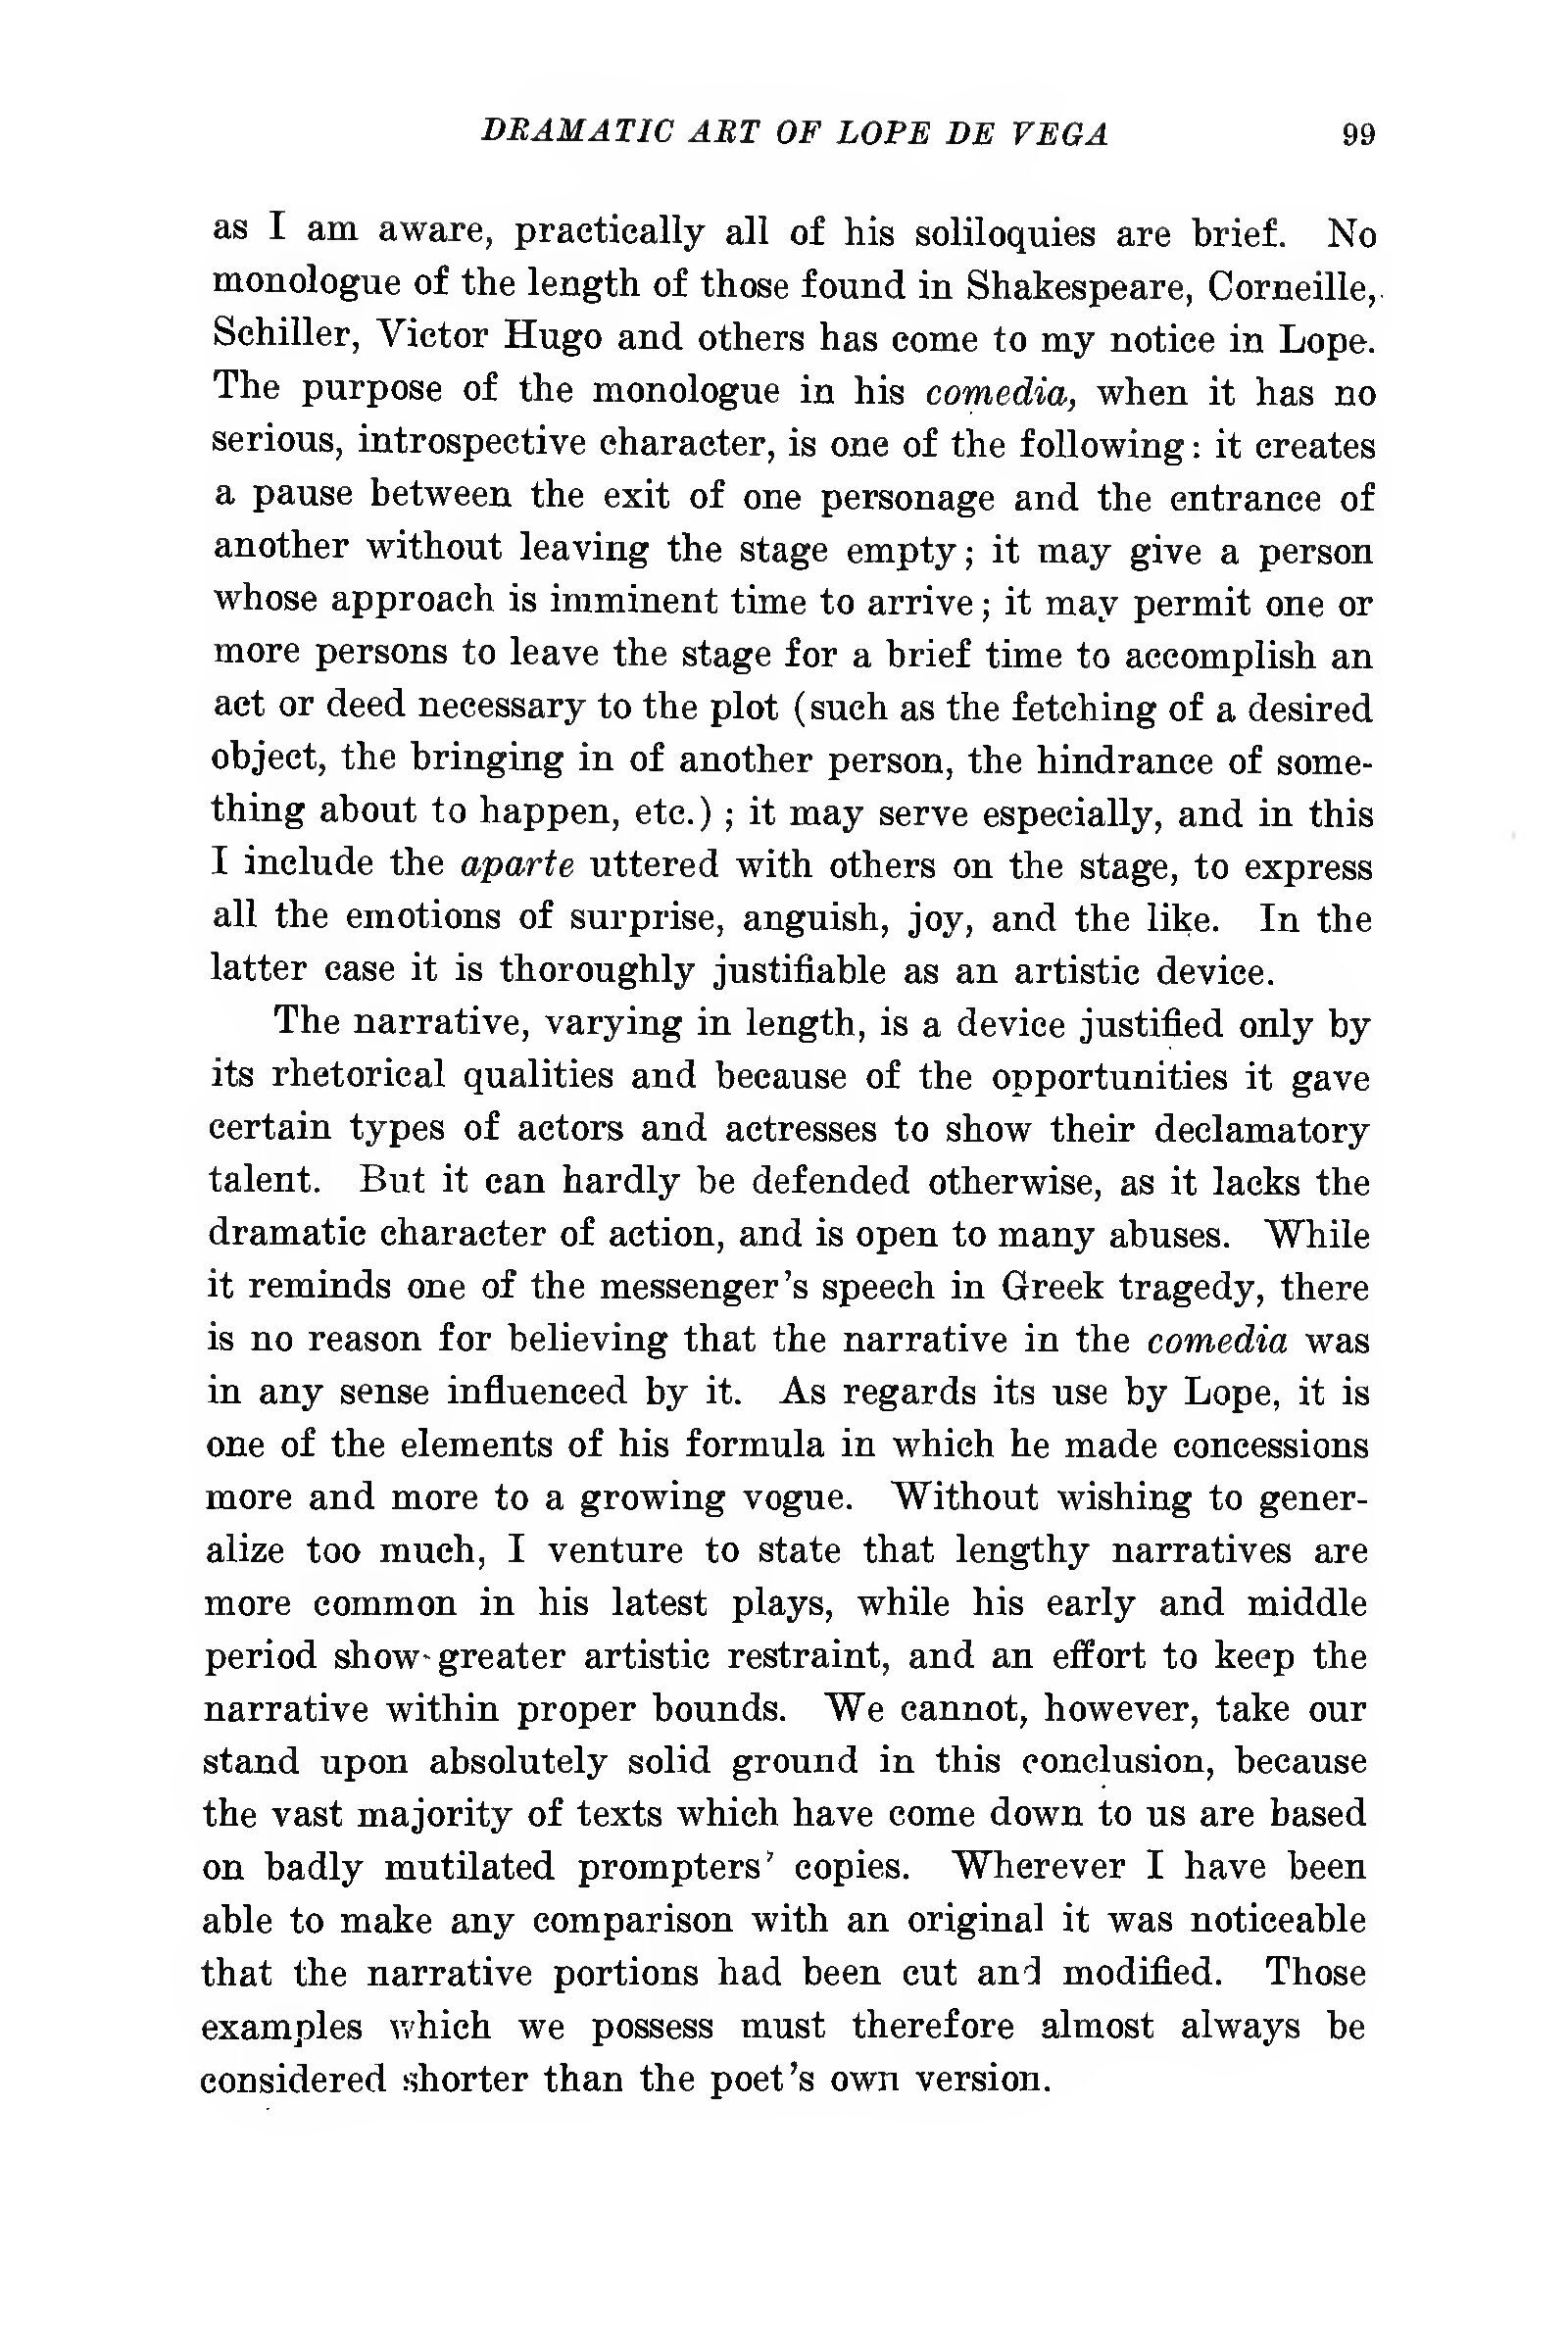 DRAMATIC ART OF LOPE DE VEGA 99
as I am aware, practically all of his soliloquies are brief. No
monologue of the length of those found in Shakespeare, Corneille,
Schiller, Victor Hugo and others has come to my notice in Lope.
The purpose of the monologue in his comedia, when it has no
serious, introspective character, is one of the following: it creates
a pause between the exit of one personage and the entrance of
another without leaving the stage empty; it may give a person
whose approach is imminent time to arrive; it may permit one or
more persons to leave the stage for a brief time to accomplish an
act or deed necessary to the plot (such as the fetching of a desired
object, the bringing in of another person, the hindrance of some-
thing about to happen, etc.); it may serve especially, and in this
I include the aparte uttered with others on the stage, to express
all the emotions of surprise, anguish, joy, and the like. In the
latter case it is thoroughly justifiable as an artistic device.
The narrative, varying in length, is a device justified only by
its rhetorical qualities and because of the opportunities it gave
certain types of actors and actresses to show their declamatory
talent. But it can hardly be defended otherwise, as it lacks the
dramatic character of action, and is open to many abuses. While
it reminds one of the messenger's speech in Greek tragedy, there
is no reason for believing that the narrative in the comedia was
in any sense influenced by it. As regards its use by Lope, it is
one of the elements of his formula in which he made concessions
more and more to a growing vogue. Without wishing to gener-
alize too much, I venture to state that lengthy narratives are
more common in his latest plays, while his early and middle
period show greater artistic restraint, and an effort to keep the
narrative within proper bounds. We cannot, however, take our
stand upon absolutely solid ground in this conclusion, because
the vast majority of texts which have come down to us are based
on badly mutilated prompters' copies. Wherever I have been
able to make any comparison with an original it was noticeable
that the narrative portions had been cut and modified. Those
examples which we possess must therefore almost always be
considered shorter than the poet's own version.